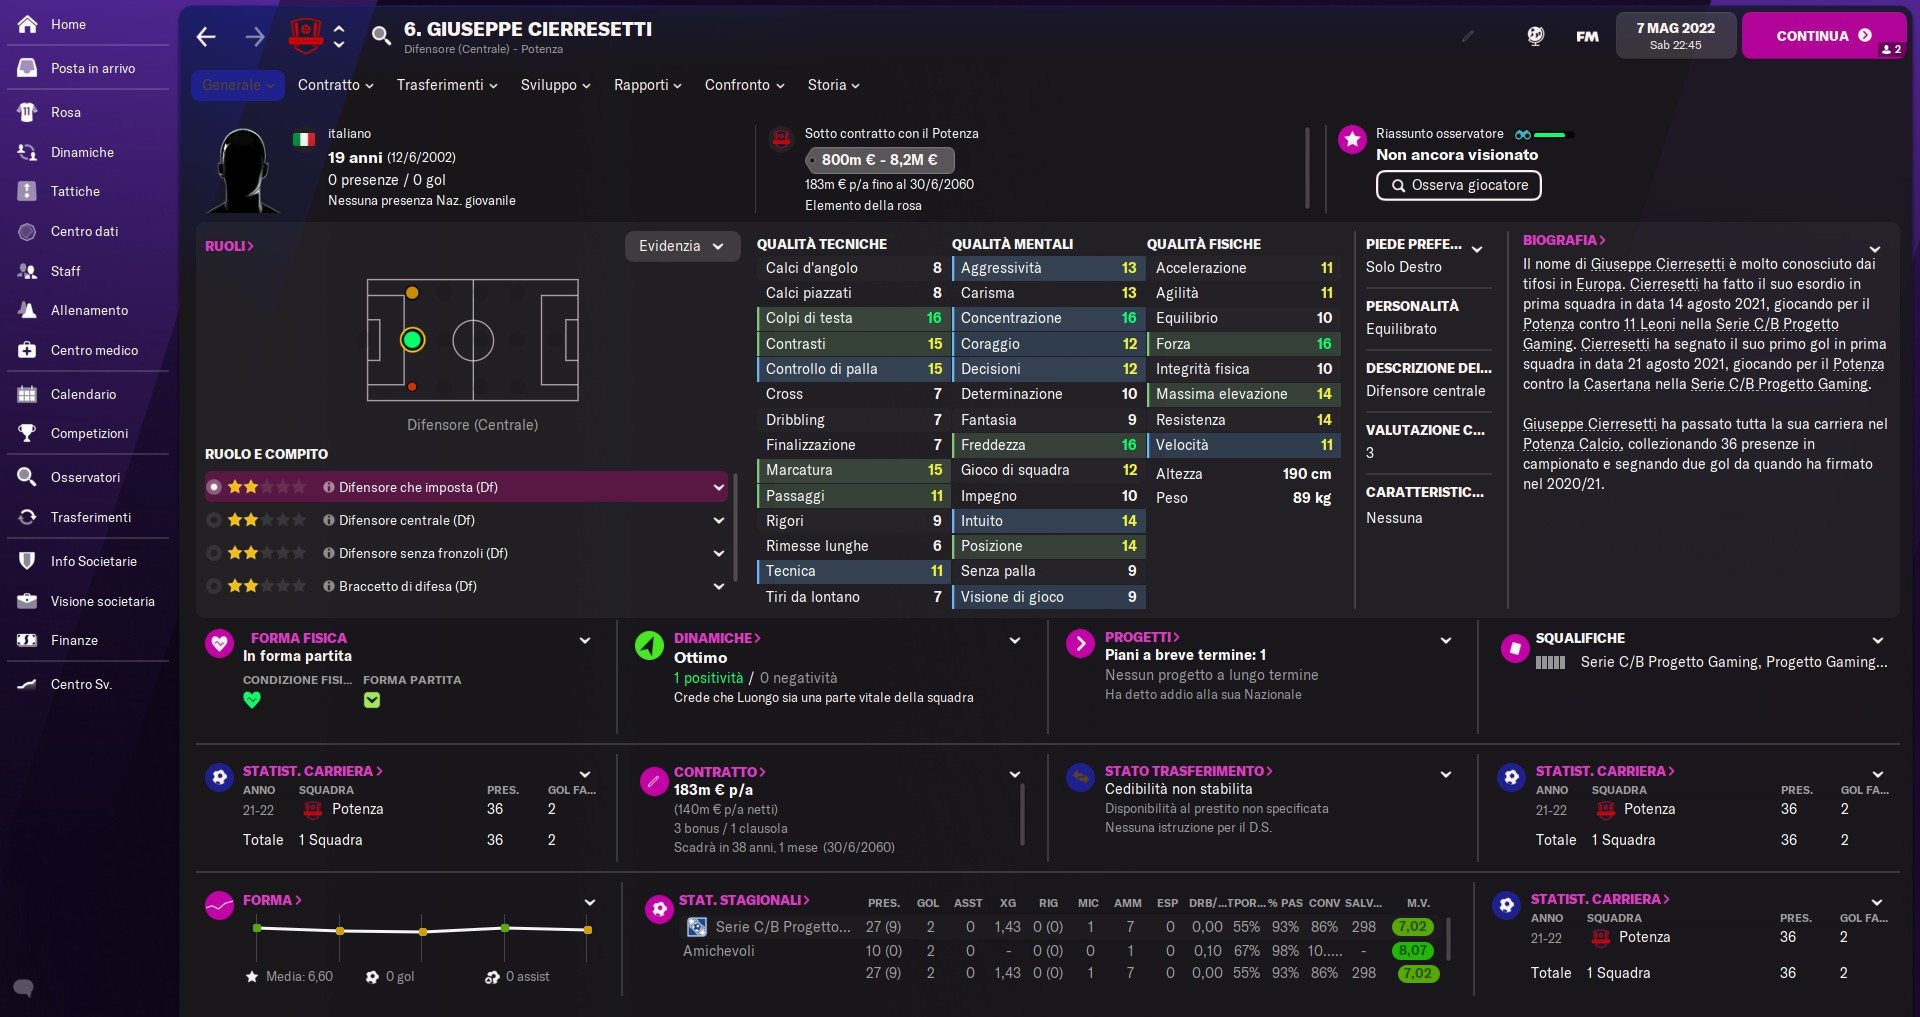 Home
Posta in arrivo
Rosa
Dinamiche
Tattiche
Centro dati
Staff
Allenamento
Centro medico
Calendario
Competizioni
Osservatori
Trasferimenti
Info Societarie
Visione societaria
Finanze
Centro Sv.
6. GIUSEPPE CIERRESETTI
Difensore (Centrale) - Potenza
FM
7 MAG 2022
Sab 22:45
CONTINUA
2
Generale
Contratto
Trasferimenti
Sviluppo
Rapporti
Confronto
Storia
italiano
19 anni (12/6/2002)
0 presenze / 0 gol
Nessuna presenza Naz. giovanile
Sotto contratto con il Potenza
800m € - 8,2M €
183m € p/a fino al 30/6/2060
Elemento della rosa
Riassunto osservatore
Non ancora visionato
Osserva giocatore
RUOLI
Evidenzia
Difensore (Centrale)
RUOLO E COMPITO
Difensore che imposta (Df)
Difensore centrale (Df)
Difensore senza fronzoli (Df)
Braccetto di difesa (Df)
QUALITÀ TECNICHE
Calci d'angolo 8
Calci piazzati 8
Colpi di testa 16
Contrasti 15
Controllo di palla 15
Cross 7
Dribbling 7
Finalizzazione 7
Marcatura 15
Passaggi 11
Rigori 9
Rimesse lunghe 6
Tecnica 11
Tiri da lontano 7
QUALITÀ MENTALI
Aggressività 13
Carisma 13
Concentrazione 16
Coraggio 12
Decisioni 12
Determinazione 10
Fantasia 9
Freddezza 16
Gioco di squadra 12
Impegno 10
Intuito 14
Posizione 14
Senza palla 9
Visione di gioco 9
QUALITÀ FISICHE
Accelerazione 11
Agilità 11
Equilibrio 10
Forza 16
Integrità fisica 10
Massima elevazione 14
Resistenza 14
Velocità 11
Altezza 190 cm
Peso 89 kg
PIEDE PREFE...
Solo Destro
PERSONALITÀ
Equilibrato
DESCRIZIONE DEI...
Difensore centrale
VALUTAZIONE C...
3
CARATTERISTIC...
Nessuna
BIOGRAFIA
Il nome di Giuseppe Cierresetti è molto conosciuto dai
tifosi in Europa. Cierresetti ha fatto il suo esordio in
prima squadra in data 14 agosto 2021, giocando per il
Potenza contro 11 Leoni nella Serie C/B Progetto
Gaming. Cierresetti ha segnato il suo primo gol in prima
squadra in data 21 agosto 2021, giocando per il Potenza
contro la Casertana nella Serie C/B Progetto Gaming.
Giuseppe Cierresetti ha passato tutta la sua carriera nel
Potenza Calcio, collezionando 36 presenze in
campionato e segnando due gol da quando ha firmato
nel 2020/21.
FORMA FISICA
In forma partita
CONDIZIONE FISI... FORMA PARTITA
DINAMICHE
Ottimo
1 positività / 0 negatività
Crede che Luongo sia una parte vitale della squadra
PROGETTI
Piani a breve termine: 1
Nessun progetto a lungo termine
Ha detto addio alla sua Nazionale
SQUALIFICHE
Serie C/B Progetto Gaming, Progetto Gaming...
STATIST. CARRIERA
ANNO SQUADRA PRES. GOL FA...
21-22 Potenza 36 2
Totale 1 Squadra 36 2
CONTRATTO
183m € p/a
(140m € p/a netti)
3 bonus / 1 clausola
Scadrà in 38 anni, 1 mese (30/6/2060)
STATO TRASFERIMENTO
Cedibilità non stabilita
Disponibilità al prestito non specificata
Nessuna istruzione per il D.S.
STATIST. CARRIERA
ANNO SQUADRA PRES. GOL FA...
21-22 Potenza 36 2
Totale 1 Squadra 36 2
FORMA
Media: 6,60 0 gol 0 assist
STAT. STAGIONALI PRES. GOL ASST XG RIG MIC AMM ESP DRB/... TPOR... % PAS CONV SALV... M.V.
Serie C/B Progetto... 27 (9) 2 0 1,43 0 (0) 1 7 0 0,00 55% 93% 86% 298 7,02
Amichevoli 10 (0) 2 0 - 0 (0) 0 1 0 0,10 67% 98% 10..... - 8,07
27 (9) 2 0 1,43 0 (0) 1 7 0 0,00 55% 93% 86% 298 7,02
STATIST. CARRIERA
ANNO SQUADRA PRES. GOL FA...
21-22 Potenza 36 2
Totale 1 Squadra 36 2